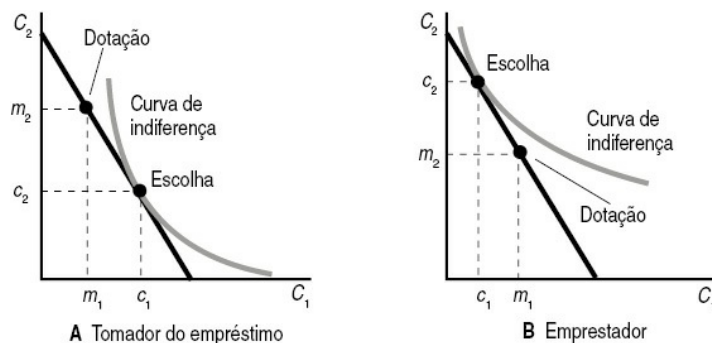 C2
Dotação
m2
Curva de
indiferença
Escolha
c2
m1
c1
C1
A Tomador do empréstimo
C2
Escolha
c2
Curva de
indiferença
m2
Dotação
c1
m1
C
B Emprestador